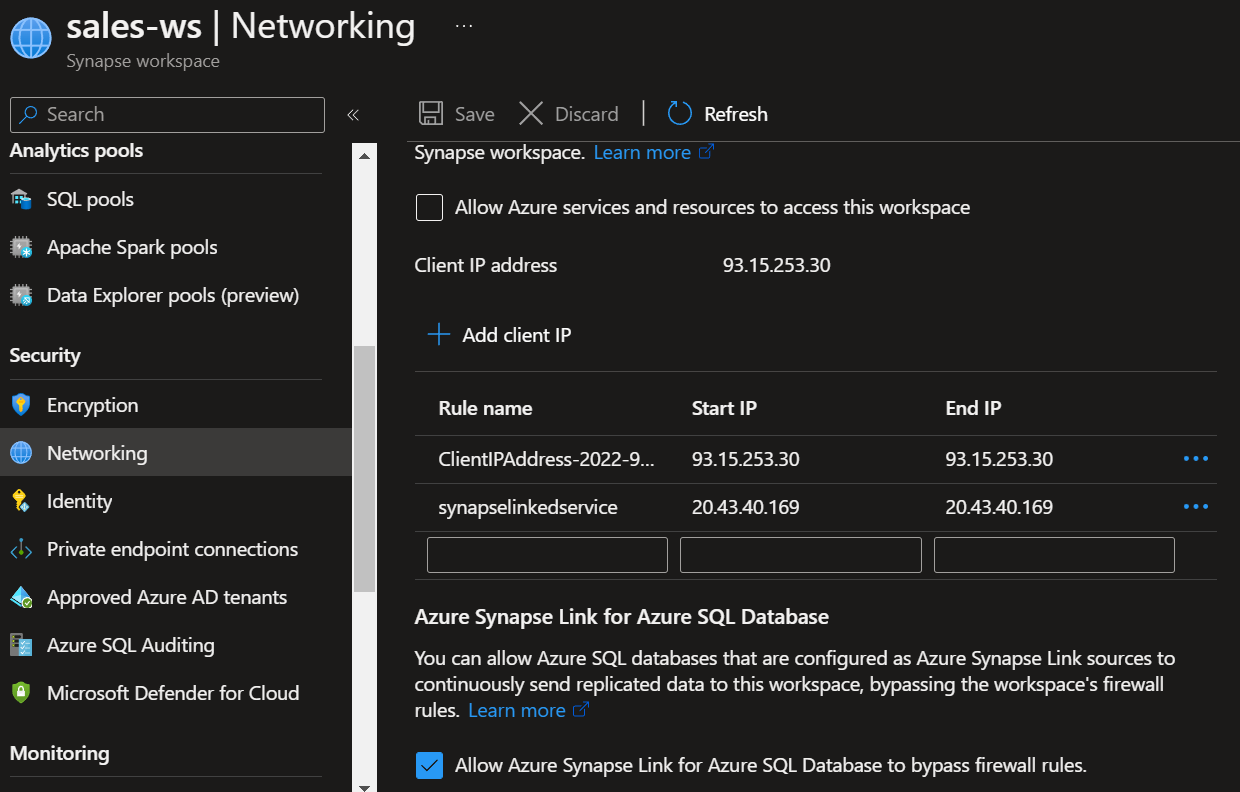 sales-ws | Networking ...
Synapse workspace
Search
«
Save
Discard
Refresh
Analytics pools
SQL pools
Apache Spark pools
Data Explorer pools (preview)
Security
Encryption
Networking
Identity
Private endpoint connections
Approved Azure AD tenants
Azure SQL Auditing
Microsoft Defender for Cloud
Monitoring
Synapse workspace. Learn more
Allow Azure services and resources to access this workspace
Client IP address 93.15.253.30
Add client IP
Rule name Start IP End IP
ClientIPAddress-2022-9... 93.15.253.30 93.15.253.30
synapselinkedservice 20.43.40.169 20.43.40.169
Azure Synapse Link for Azure SQL Database
You can allow Azure SQL databases that are configured as Azure Synapse Link sources to
continuously send replicated data to this workspace, bypassing the workspace's firewall
rules. Learn more
Allow Azure Synapse Link for Azure SQL Database to bypass firewall rules.